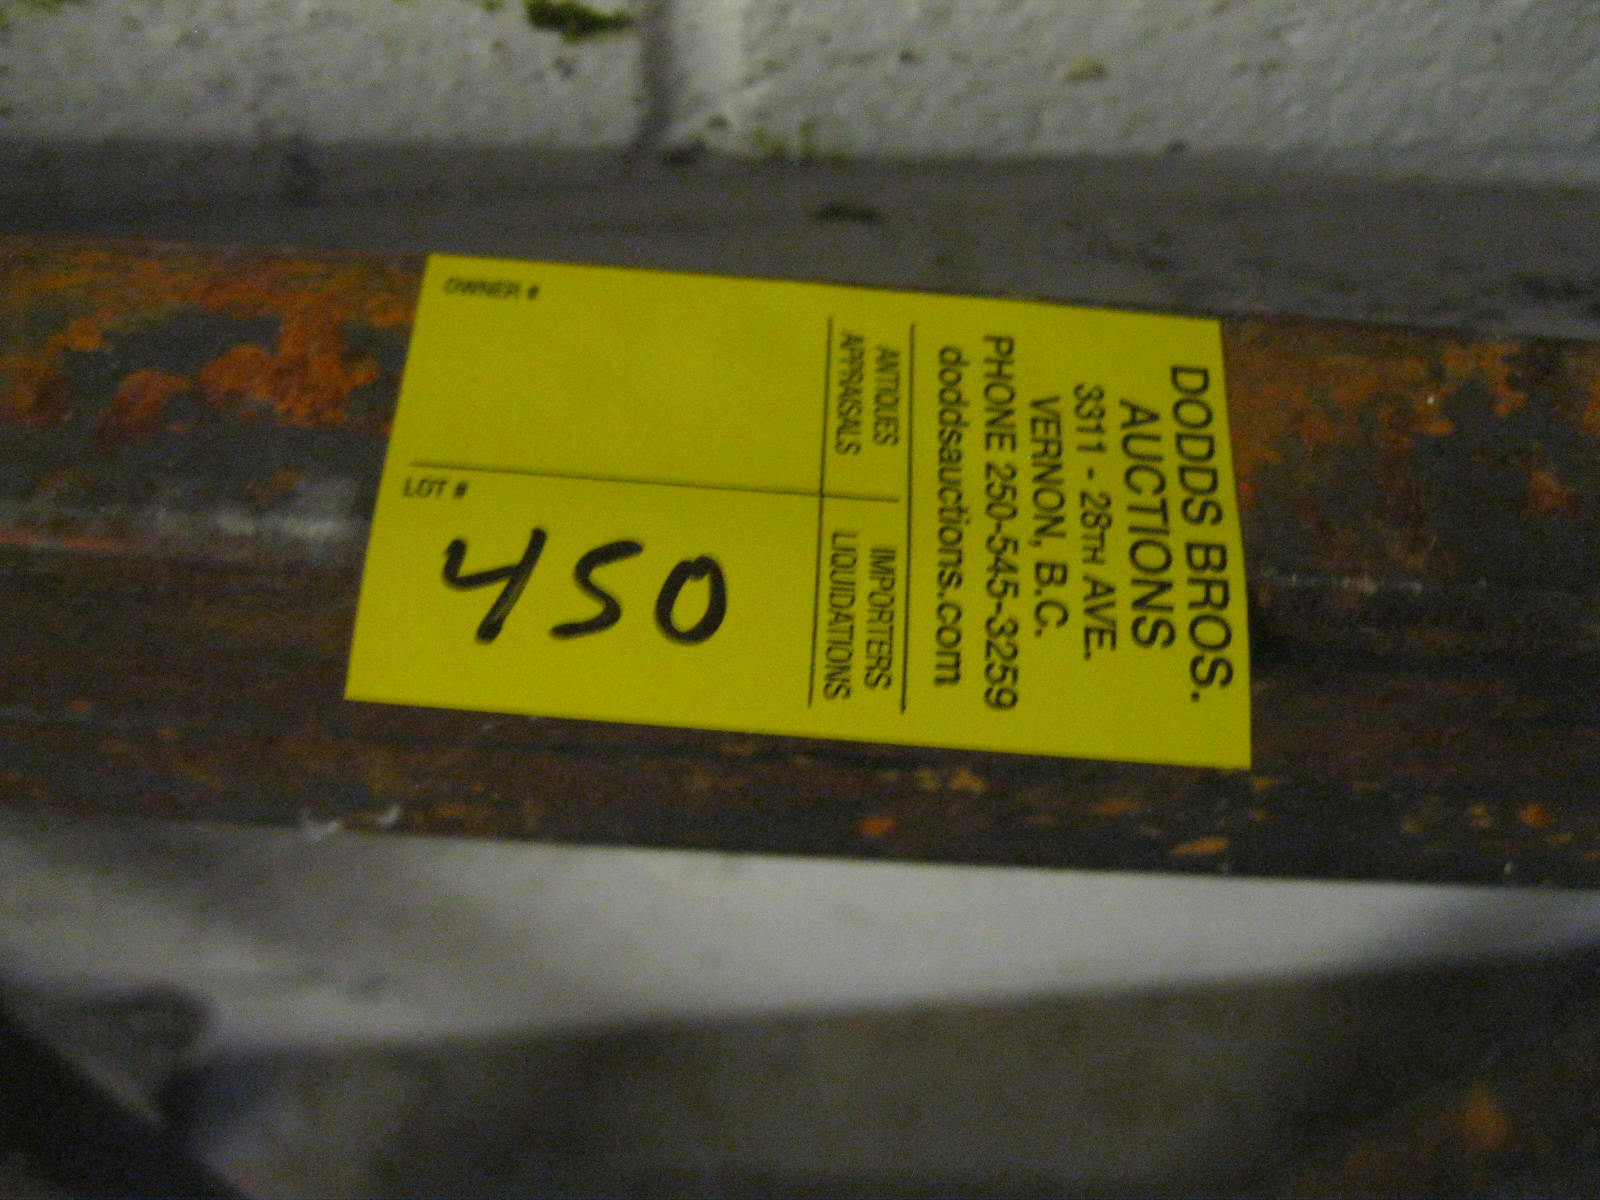 DODDS BROS.
AUCTIONS
3311 - 28TH AVE.
VERNON, B.C.
PHONE 250-545-3259
doddsauctions.com
ANTIQUES
APPRAISALS
IMPORTERS
LIQUIDATIONS
OWNER #
LOT #
450